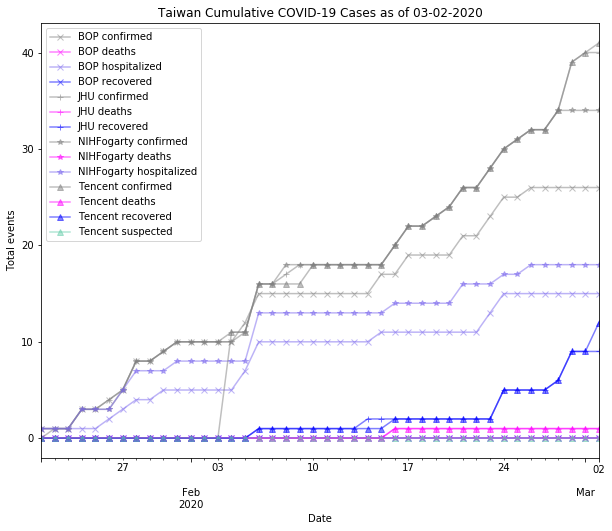 Taiwan Cumulative COVID-19 Cases as of 03-02-2020
BOP confirmed
BOP deaths
BOP hospitalized
BOP recovered
JHU confirmed
JHU deaths
JHU recovered
NIHFogarty confirmed
NIHFogarty deaths
NIHFogarty hospitalized
Tencent confirmed
Tencent deaths
Tencent recovered
Tencent suspected
Total events
40
30
20
10
0
27 03 10 17 24 02
Feb Mar
2020
Date